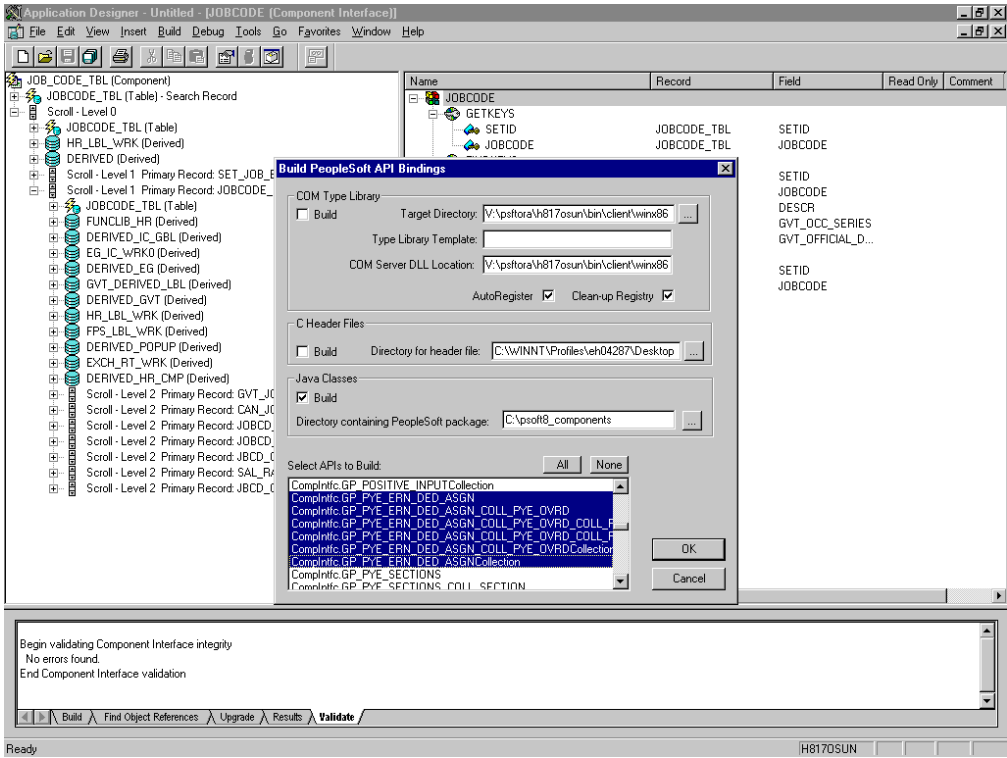 Application Designer - Untitled - [JOBCODE (Component Interface)]
File Edit View Insert Build Debug Tools Go Favorites Window Help
JOB_CODE_TBL (Component)
JOBCODE_TBL (Table) - Search Record
Scroll - Level 0
JOBCODE_TBL (Table)
HR_LBL_WRK (Derived)
DERIVED (Derived)
Scroll - Level 1 Primary Record: SET_JOB_E
Scroll - Level 1 Primary Record: JOBCODE_
JOBCODE_TBL (Table)
FUNCLIB_HR (Derived)
DERIVED_IC_GBL (Derived)
EG_IC_WRK0 (Derived)
DERIVED_EG (Derived)
GVT_DERIVED_LBL (Derived)
DERIVED_GVT (Derived)
HR_LBL_WRK (Derived)
FPS_LBL_WRK (Derived)
DERIVED_POPUP (Derived)
EXCH_RT_WRK (Derived)
DERIVED_HR_CMP (Derived)
Scroll - Level 2 Primary Record: GVT_JO
Scroll - Level 2 Primary Record: CAN_JO
Scroll - Level 2 Primary Record: JOBCD_
Scroll - Level 2 Primary Record: JOBCD_
Scroll - Level 2 Primary Record: JBCD_C
Scroll - Level 2 Primary Record: SAL_RA
Scroll - Level 2 Primary Record: JBCD_C
Name Record Field Read Only Comment
JOBCODE
GETKEYS
SETID JOBCODE_TBL SETID
JOBCODE JOBCODE_TBL JOBCODE
SETID
JOBCODE
DESCR
GVT_OCC_SERIES
GVT_OFFICIAL_D...
SETID
JOBCODE
Build PeopleSoft API Bindings
COM Type Library
Build Target Directory: V:\psftora\h817osun\bin\client\winx86 ...
Type Library Template:
COM Server DLL Location: V:\psftora\h817osun\bin\client\winx86
AutoRegister Clean-up Registry
C Header Files
Build Directory for header file: C:\WINNT\Profiles\eh04287\Desktop ...
Java Classes
Build
Directory containing PeopleSoft package: C:\psoft8_components ...
Select APIs to Build: All None
CompIntfc.GP_POSITIVE_INPUTCollection
CompIntfc.GP_PYE_ERN_DED_ASGN
CompIntfc.GP_PYE_ERN_DED_ASGN_COLL_PYE_OVRD
CompIntfc.GP_PYE_ERN_DED_ASGN_COLL_PYE_OVRD_COLL_F
CompIntfc.GP_PYE_ERN_DED_ASGN_COLL_PYE_OVRD_COLL_F
CompIntfc.GP_PYE_ERN_DED_ASGN_COLL_PYE_OVRDCollection
CompIntfc.GP_PYE_ERN_DED_ASGNCollection
CompIntfc.GP_PYE_SECTIONS
CompIntfc.GP_PYE_SECTIONS_COLL_SECTION
OK
Cancel
Begin validating Component Interface integrity
No errors found.
End Component Interface validation
Build Find Object References Upgrade Results Validate
Ready H817OSUN